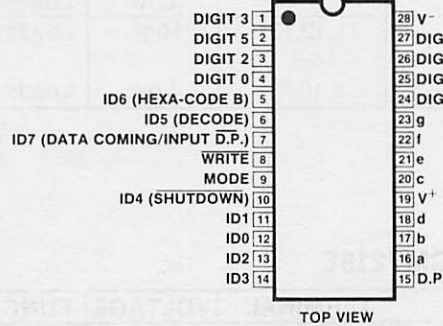 DIGIT 3 1
DIGIT 5 2
DIGIT 2 3
DIGIT 0 4
ID6 (HEXA-CODE B) 5
ID5 (DECODE) 6
ID7 (DATA COMING/INPUT D.P.) 7
WRITE 8
MODE 9
ID4 (SHUTDOWN) 10
ID1 11
ID0 12
ID2 13
ID3 14
28 V-
27 DIG
26 DIG
25 DIG
24 DIG
23 g
22 f
21 e
20 c
19 V+
18 d
17 b
16 a
15 D.P
TOP VIEW